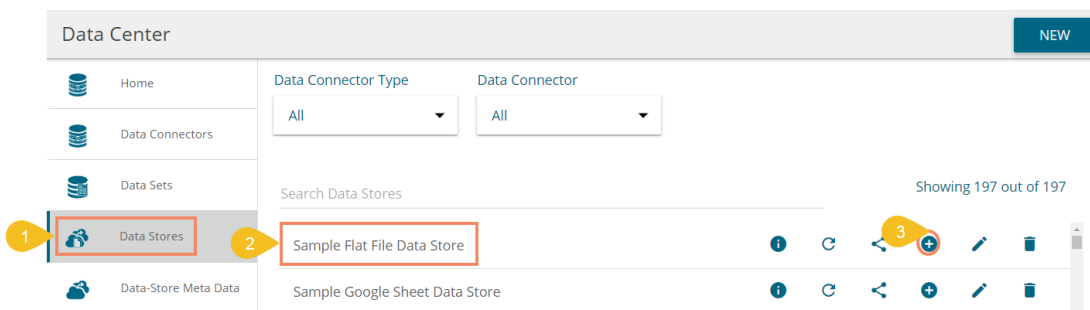 Data Center
NEW
Home
Data Connectors
Data Sets
1
Data Stores
Data-Store Meta Data
Data Connector Type
Data Connector
All
All
Search Data Stores
Showing 197 out of 197
2
Sample Flat File Data Store
3
Sample Google Sheet Data Store